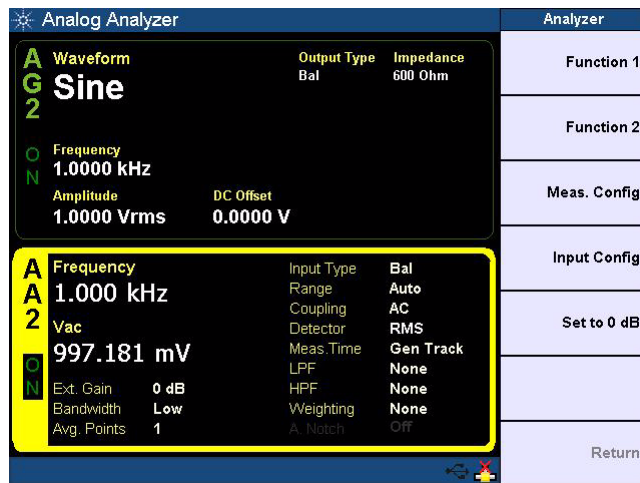 Analog Analyzer
AG2
ON
Waveform
Sine
Output Type Impedance
Bal 600 Ohm
Frequency
1.0000 kHz
Amplitude DC Offset
1.0000 Vrms 0.0000 V
AA2
ON
Frequency
1.000 kHz
Vac
997.181 mV
Ext. Gain 0 dB
Bandwidth Low
Avg. Points 1
Input Type Bal
Range Auto
Coupling AC
Detector RMS
Meas.Time Gen Track
LPF None
HPF None
Weighting None
A. Notch Off
Analyzer
Function 1
Function 2
Meas. Config
Input Config
Set to 0 dB
Return